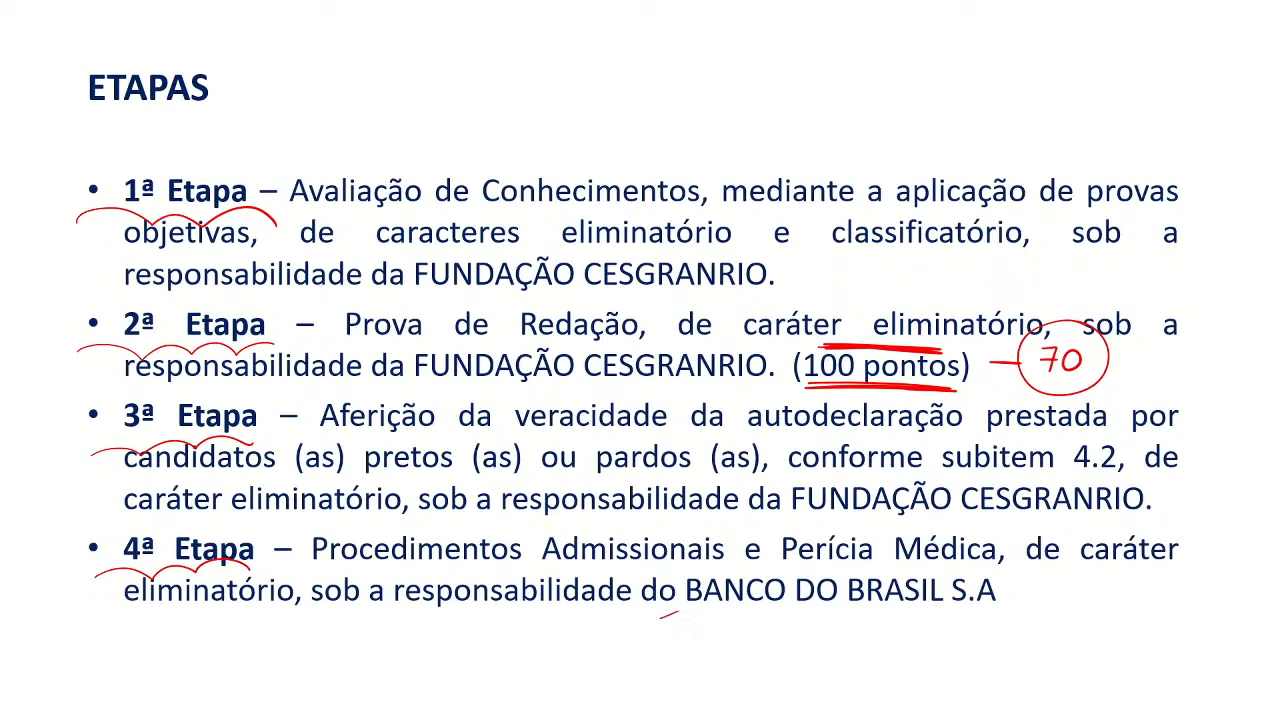 ETAPAS
• 1ª Etapa – Avaliação de Conhecimentos, mediante a aplicação de provas
objetivas, de caracteres eliminatório e classificatório, sob a
responsabilidade da FUNDAÇÃO CESGRANRIO.
• 2ª Etapa – Prova de Redação, de caráter eliminatório, sob a
responsabilidade da FUNDAÇÃO CESGRANRIO. (100 pontos) – 70
• 3ª Etapa – Aferição da veracidade da autodeclaração prestada por
candidatos (as) pretos (as) ou pardos (as), conforme subitem 4.2, de
caráter eliminatório, sob a responsabilidade da FUNDAÇÃO CESGRANRIO.
• 4ª Etapa – Procedimentos Admissionais e Perícia Médica, de caráter
eliminatório, sob a responsabilidade do BANCO DO BRASIL S.A